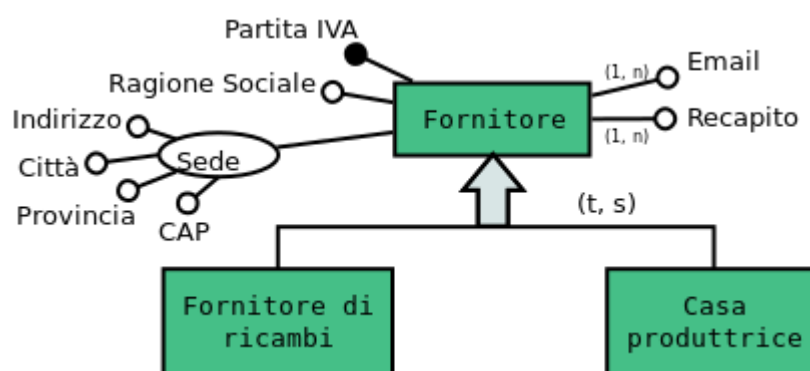 Partita IVA
Ragione Sociale
Indirizzo
Città
Sede
Provincia
CAP
Fornitore
(1, n)
Email
Recapito
(1, n)
(t, s)
Fornitore di
ricambi
Casa
produttrice